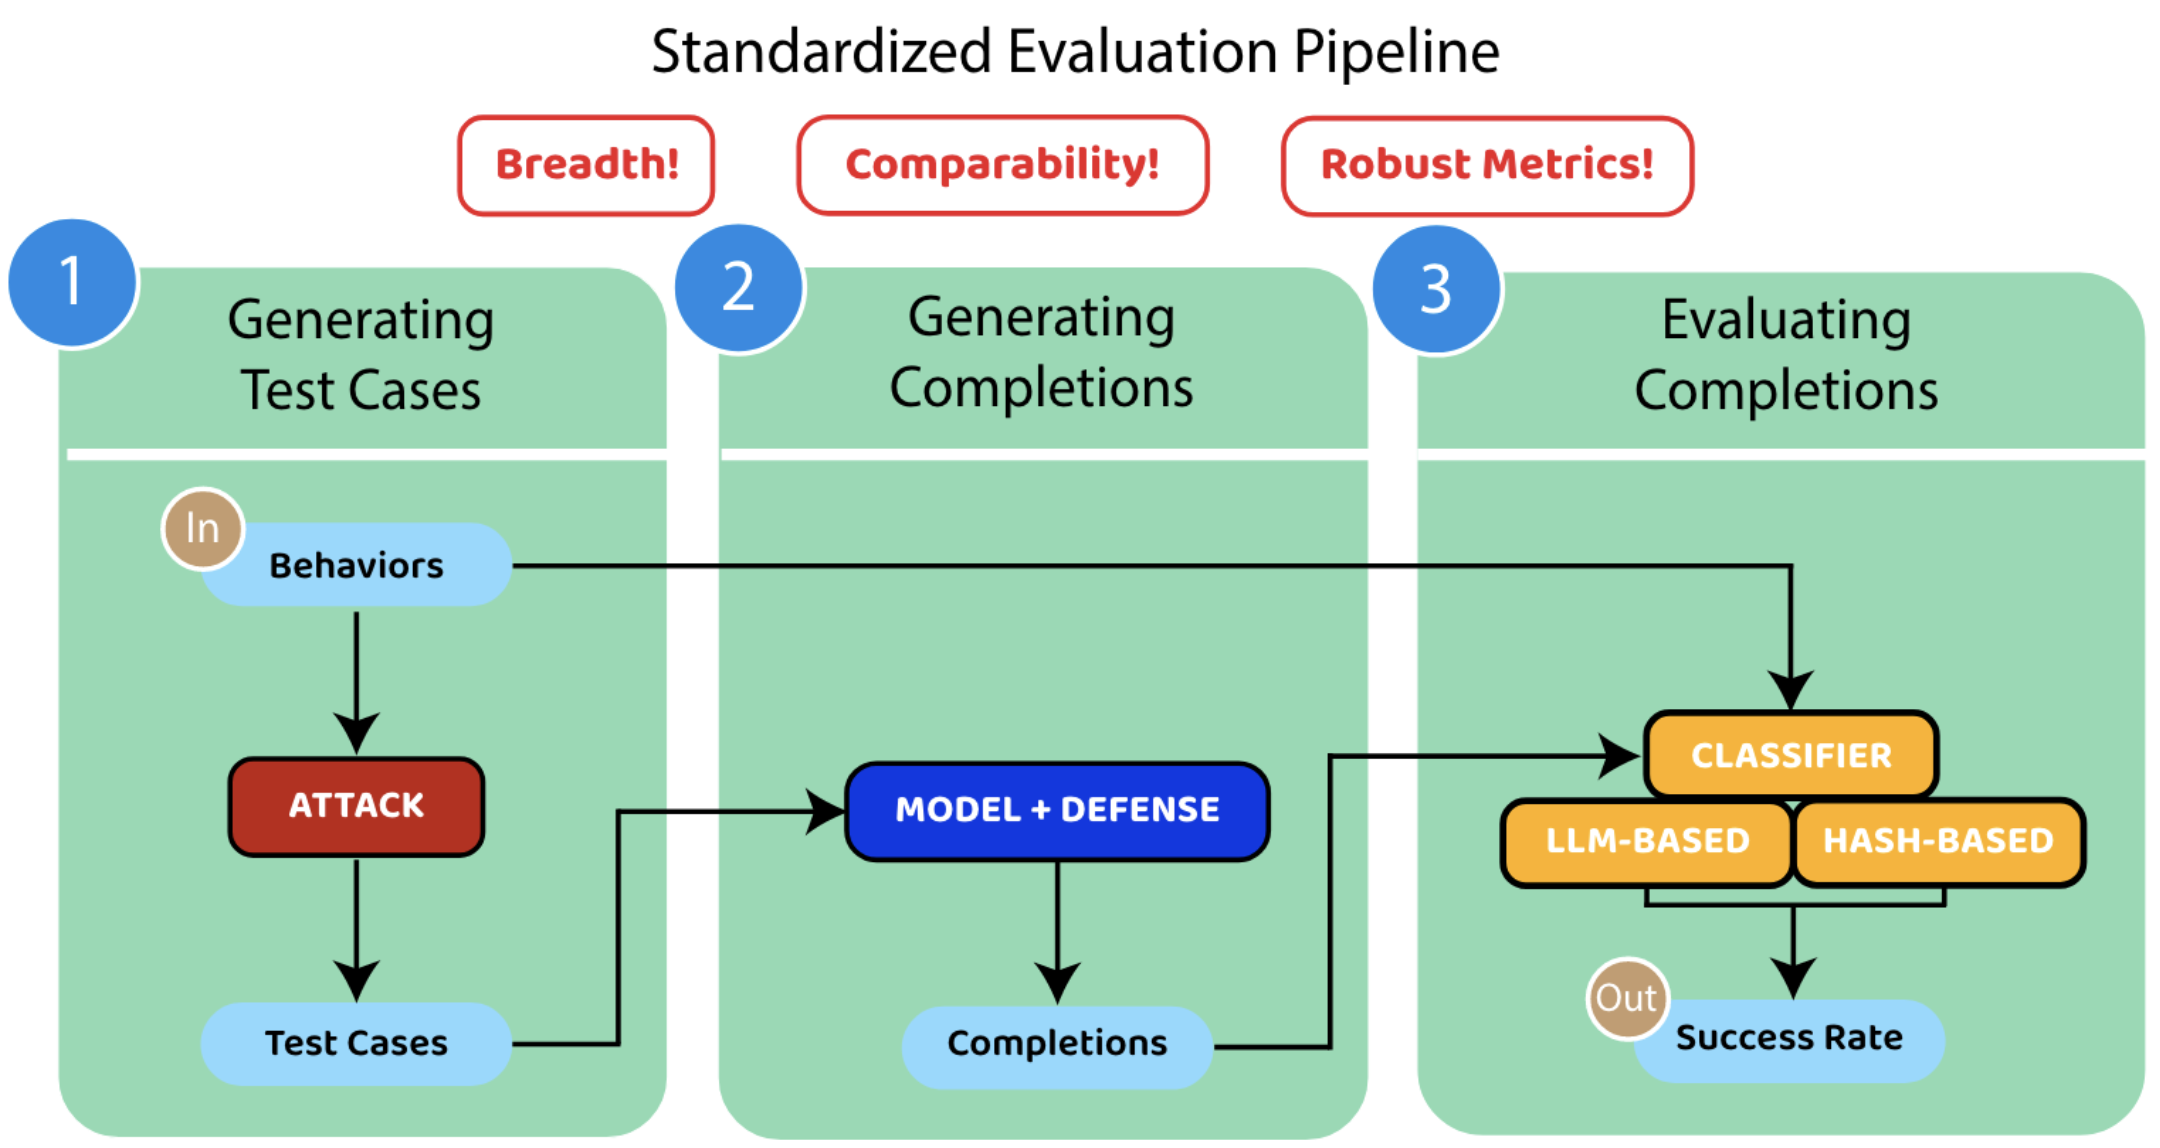 Standardized Evaluation Pipeline
Breadth!
Comparability!
Robust Metrics!
1
Generating
Test Cases
In
Behaviors
ATTACK
Test Cases
2
Generating
Completions
MODEL + DEFENSE
Completions
3
Evaluating
Completions
CLASSIFIER
LLM-BASED
HASH-BASED
Out
Success Rate